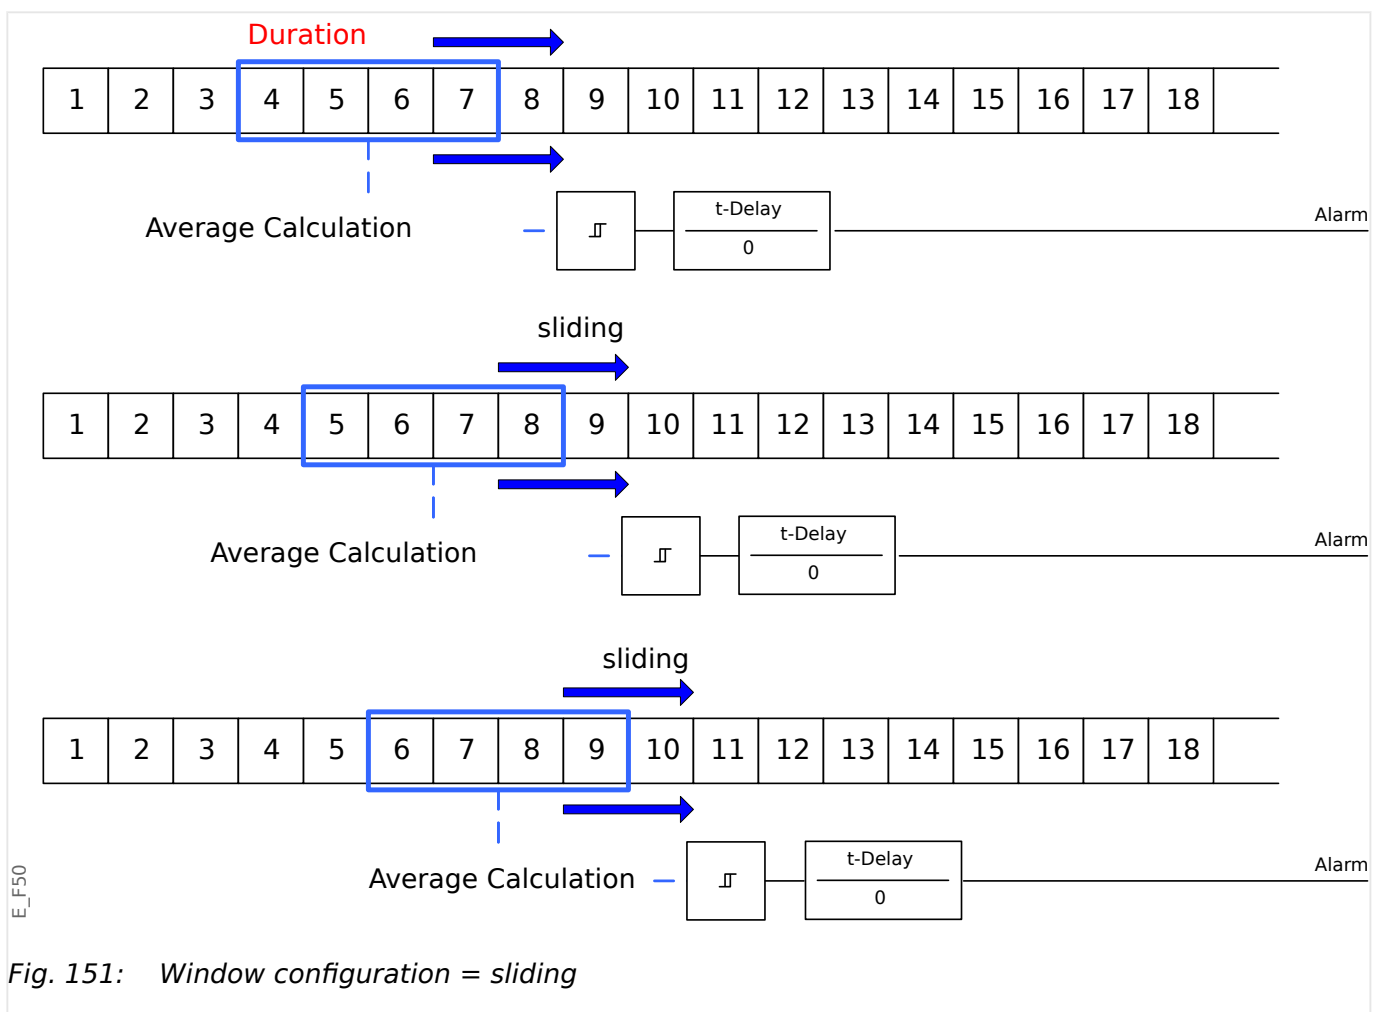 Duration
1 2 3 4 5 6 7 8 9 10 11 12 13 14 15 16 17 18
Average Calculation
t-Delay
0
Alarm
sliding
1 2 3 4 5 6 7 8 9 10 11 12 13 14 15 16 17 18
Average Calculation
t-Delay
0
Alarm
sliding
1 2 3 4 5 6 7 8 9 10 11 12 13 14 15 16 17 18
Average Calculation
t-Delay
0
Alarm
E_F50
Fig. 151: Window configuration = sliding